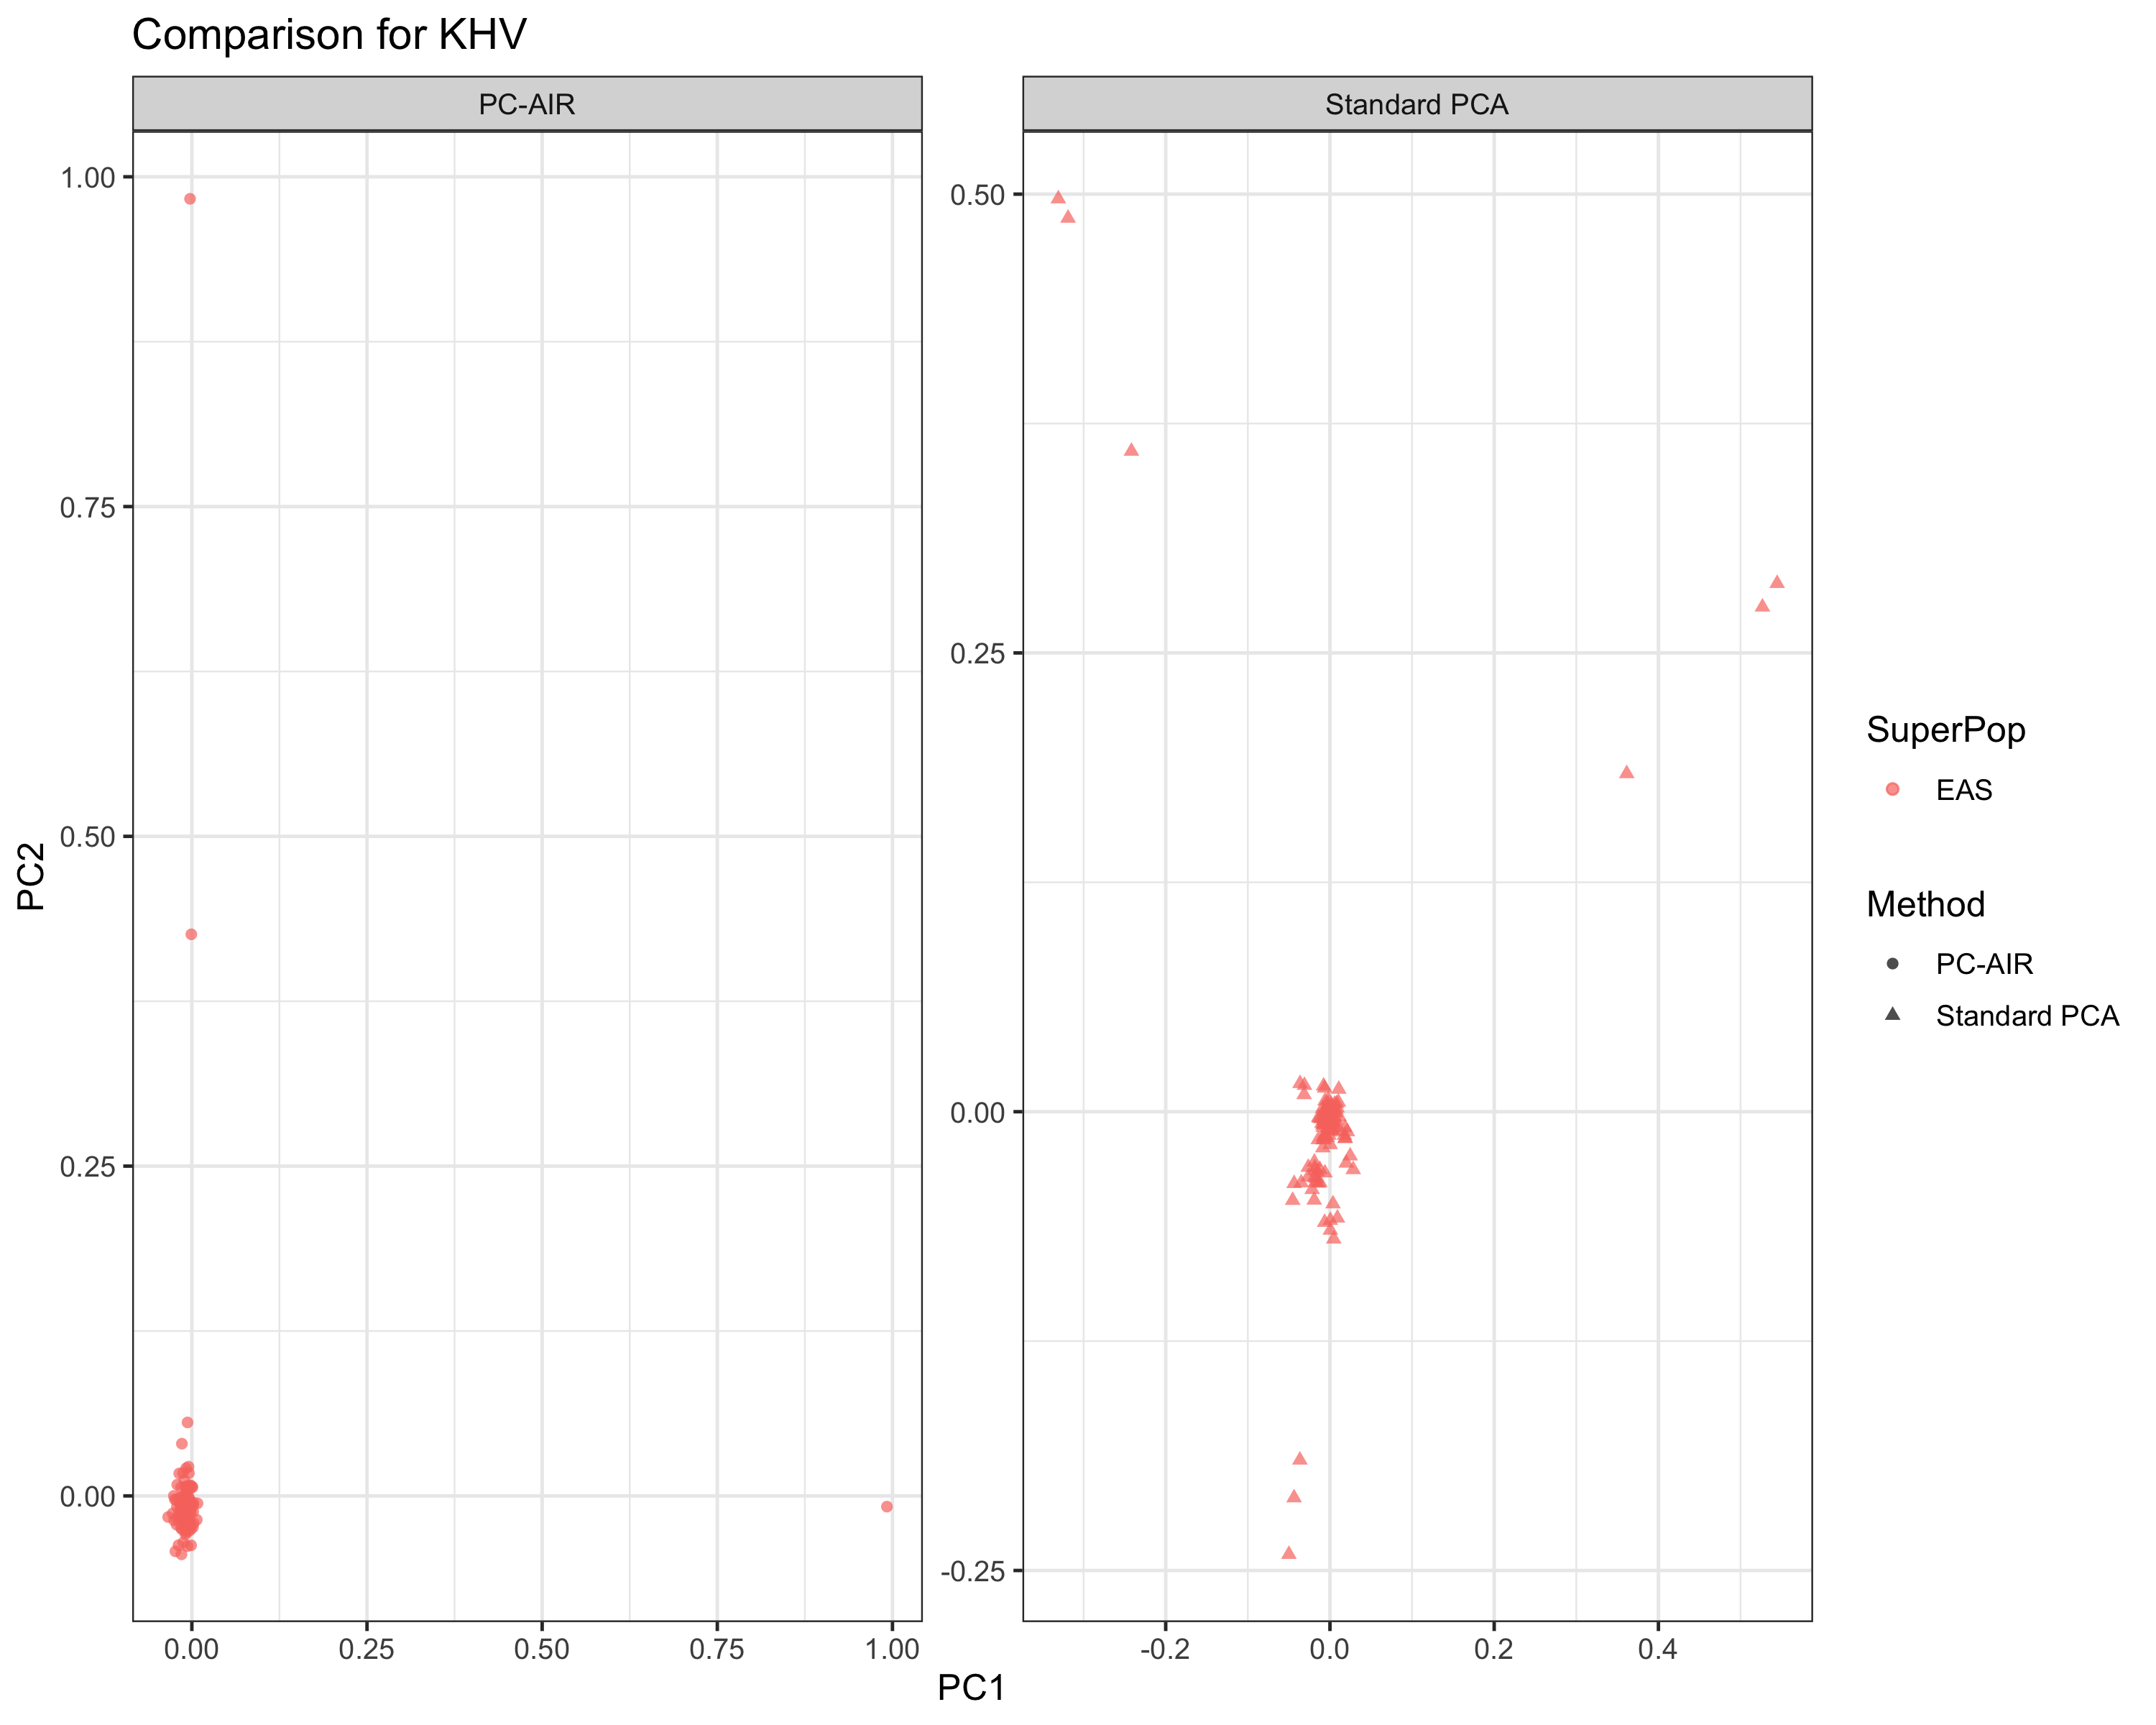 Comparison for KHV
PC-AIR
Standard PCA
1.00
0.75
0.50
0.25
0.00
0.50
0.25
0.00
-0.25
0.00 0.25 0.50 0.75 1.00
-0.2 0.0 0.2 0.4
PC1
PC2
SuperPop
EAS
Method
PC-AIR
Standard PCA